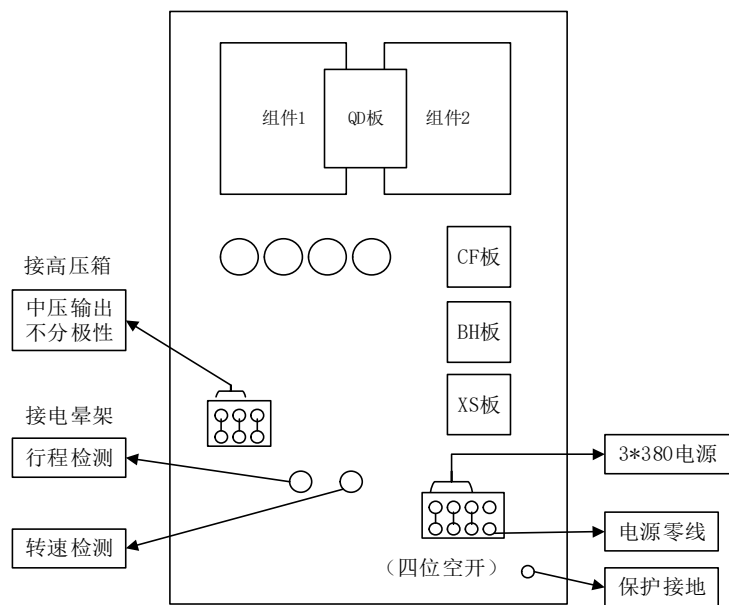 组件1
QD板
组件2
CF板
接高压箱
中压输出
不分极性
BH板
XS板
接电晕架
行程检测
3*380电源
转速检测
电源零线
（四位空开）
保护接地